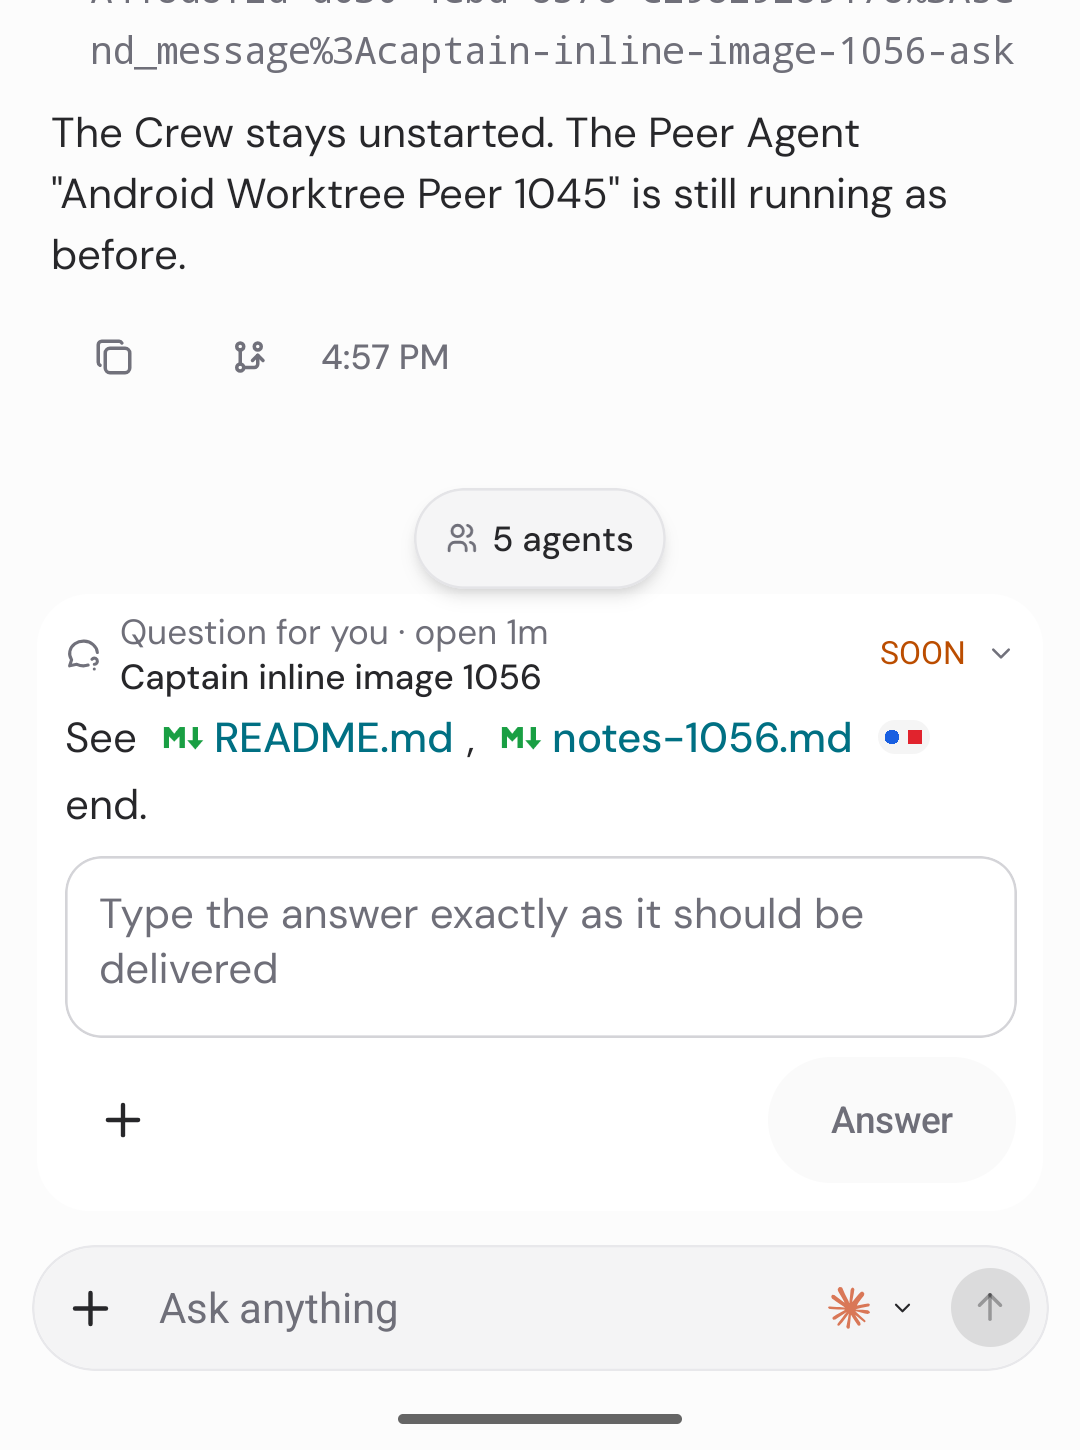 nd_message%3Acaptain-inline-image-1056-ask
The Crew stays unstarted. The Peer Agent
"Android Worktree Peer 1045" is still running as
before.
4:57 PM
5 agents
Question for you · open 1m
SOON
Captain inline image 1056
See M↓ README.md , M↓ notes-1056.md
end.
Type the answer exactly as it should be
delivered
Answer
Ask anything